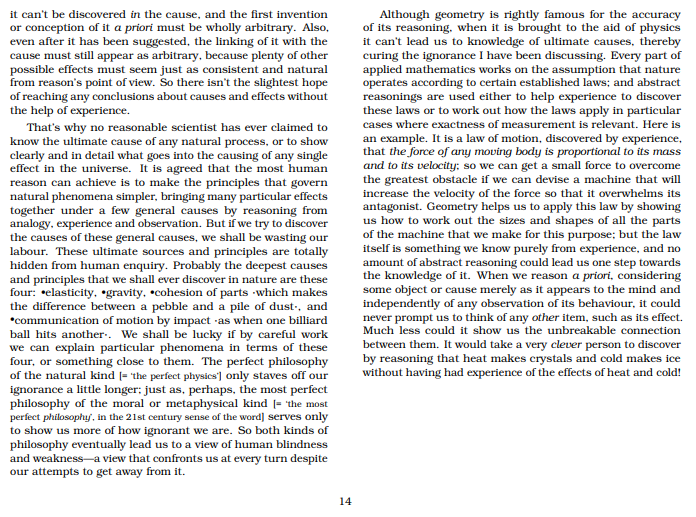 it can't be discovered in the cause, and the first invention
or conception of it a priori must be wholly arbitrary. Also,
even after it has been suggested, the linking of it with the
cause must still appear as arbitrary, because plenty of other
possible effects must seem just as consistent and natural
from reason's point of view. So there isn't the slightest hope
of reaching any conclusions about causes and effects without
the help of experience.
That's why no reasonable scientist has ever claimed to
know the ultimate cause of any natural process, or to show
clearly and in detail what goes into the causing of any single
effect in the universe. It is agreed that the most human
reason can achieve is to make the principles that govern
natural phenomena simpler, bringing many particular effects
together under a few general causes by reasoning from
analogy, experience and observation. But if we try to discover
the causes of these general causes, we shall be wasting our
labour. These ultimate sources and principles are totally
hidden from human enquiry. Probably the deepest causes
and principles that we shall ever discover in nature are these
four: •elasticity, •gravity, •cohesion of parts ·which makes
the difference between a pebble and a pile of dust·, and
•communication of motion by impact ·as when one billiard
ball hits another·. We shall be lucky if by careful work
we can explain particular phenomena in terms of these
four, or something close to them. The perfect philosophy
of the natural kind [= 'the perfect physics'] only staves off our
ignorance a little longer; just as, perhaps, the most perfect
philosophy of the moral or metaphysical kind [= 'the most
perfect philosophy', in the 21st century sense of the word] serves only
to show us more of how ignorant we are. So both kinds of
philosophy eventually lead us to a view of human blindness
and weakness—a view that confronts us at every turn despite
our attempts to get away from it.
Although geometry is rightly famous for the accuracy
of its reasoning, when it is brought to the aid of physics
it can't lead us to knowledge of ultimate causes, thereby
curing the ignorance I have been discussing. Every part of
applied mathematics works on the assumption that nature
operates according to certain established laws; and abstract
reasonings are used either to help experience to discover
these laws or to work out how the laws apply in particular
cases where exactness of measurement is relevant. Here is
an example. It is a law of motion, discovered by experience,
that the force of any moving body is proportional to its mass
and to its velocity; so we can get a small force to overcome
the greatest obstacle if we can devise a machine that will
increase the velocity of the force so that it overwhelms its
antagonist. Geometry helps us to apply this law by showing
us how to work out the sizes and shapes of all the parts
of the machine that we make for this purpose; but the law
itself is something we know purely from experience, and no
amount of abstract reasoning could lead us one step towards
the knowledge of it. When we reason a priori, considering
some object or cause merely as it appears to the mind and
independently of any observation of its behaviour, it could
never prompt us to think of any other item, such as its effect.
Much less could it show us the unbreakable connection
between them. It would take a very clever person to discover
by reasoning that heat makes crystals and cold makes ice
without having had experience of the effects of heat and cold!
14